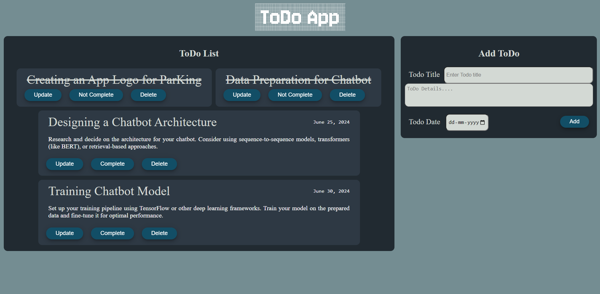 ToDo App
ToDo List
Creating an App Logo for ParKing
Update Not Complete Delete
Data Preparation for Chatbot
Update Not Complete Delete
Designing a Chatbot Architecture June 25, 2024
Research and decide on the architecture for your chatbot. Consider using sequence-to-sequence models, transformers
(like BERT), or retrieval-based approaches.
Update Complete Delete
Training Chatbot Model June 30, 2024
Set up your training pipeline using TensorFlow or other deep learning frameworks. Train your model on the prepared
data and fine-tune it for optimal performance.
Update Complete Delete
Add ToDo
Todo Title Enter Todo title
ToDo Details....
Todo Date dd-mm-yyyy Add